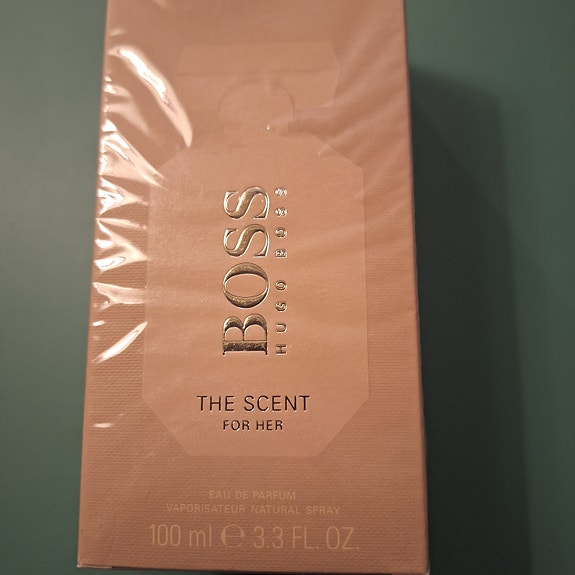 BOSS
HUGO BOSS
THE SCENT
FOR HER
EAU DE PARFUM
VAPORISATEUR NATURAL SPRAY
100 ml ℮ 3.3 FL. OZ.